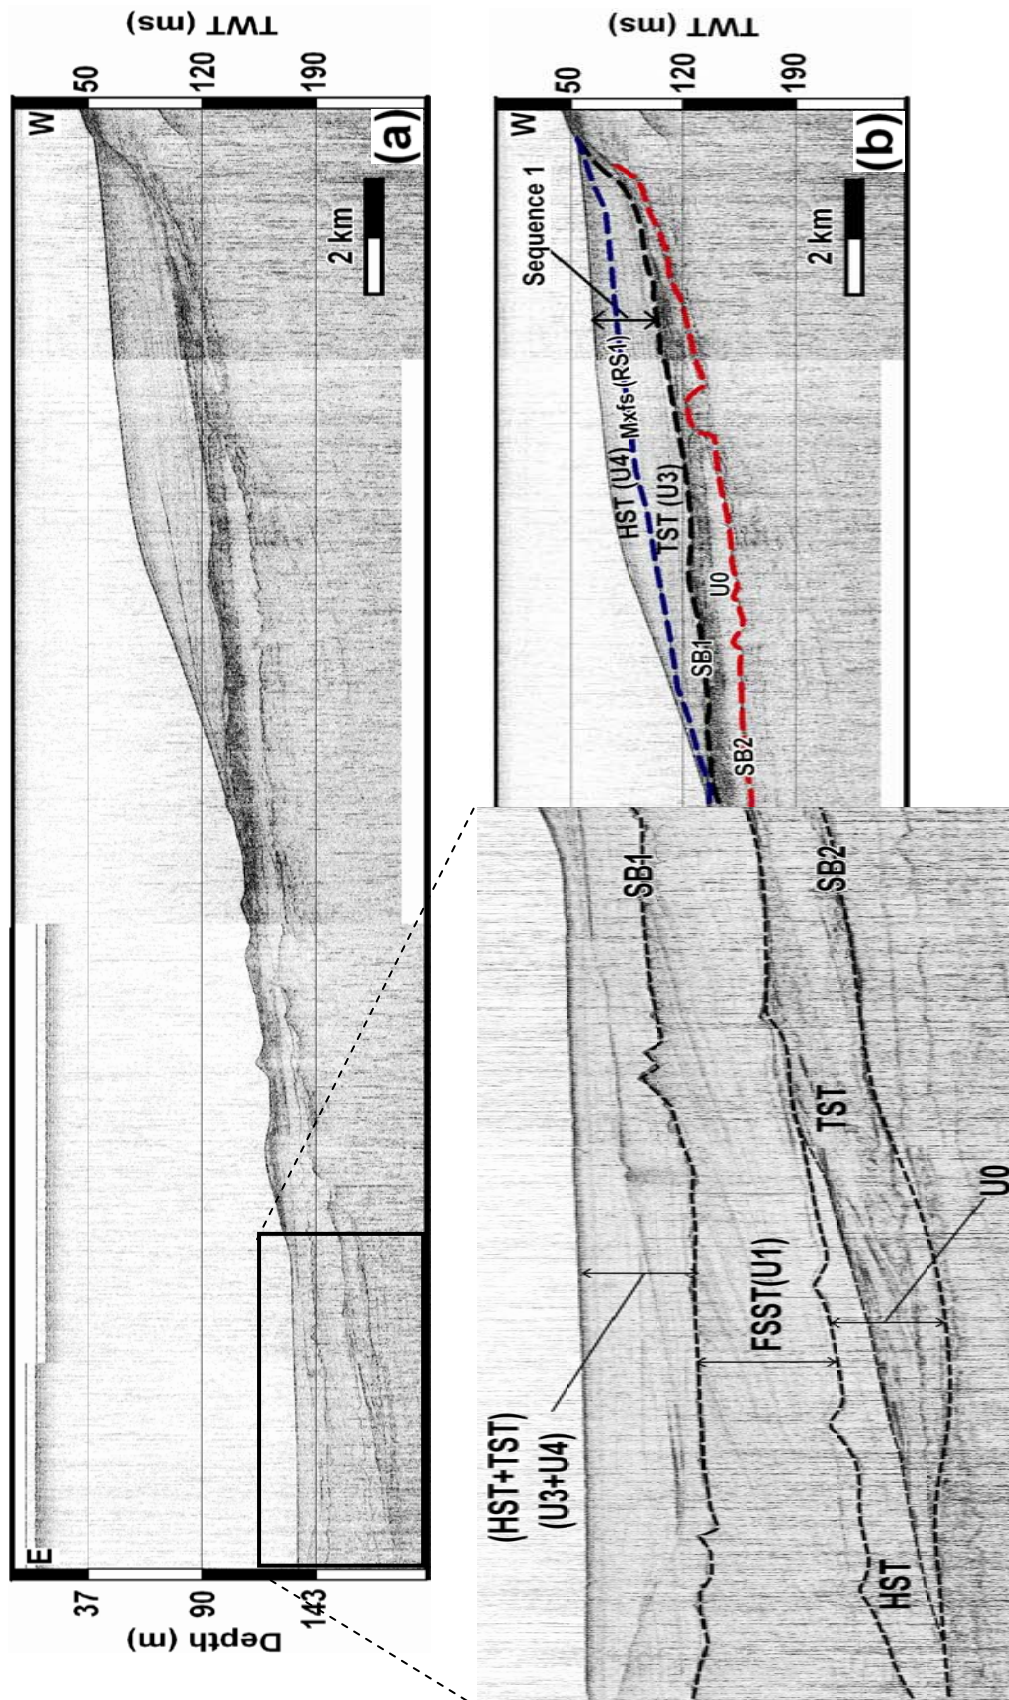 TWT (ms)
50
120
190
W
(a)
2 km
E
37
90
143
Depth (m)
TWT (ms)
50
120
190
W
(b)
2 km
Sequence 1
HST (U4)
Mxfs (RS1)
TST (U3)
SB1
U0
SB2
SB1
SB2
TST
U0
FSST(U1)
(HST+TST)
(U3+U4)
HST